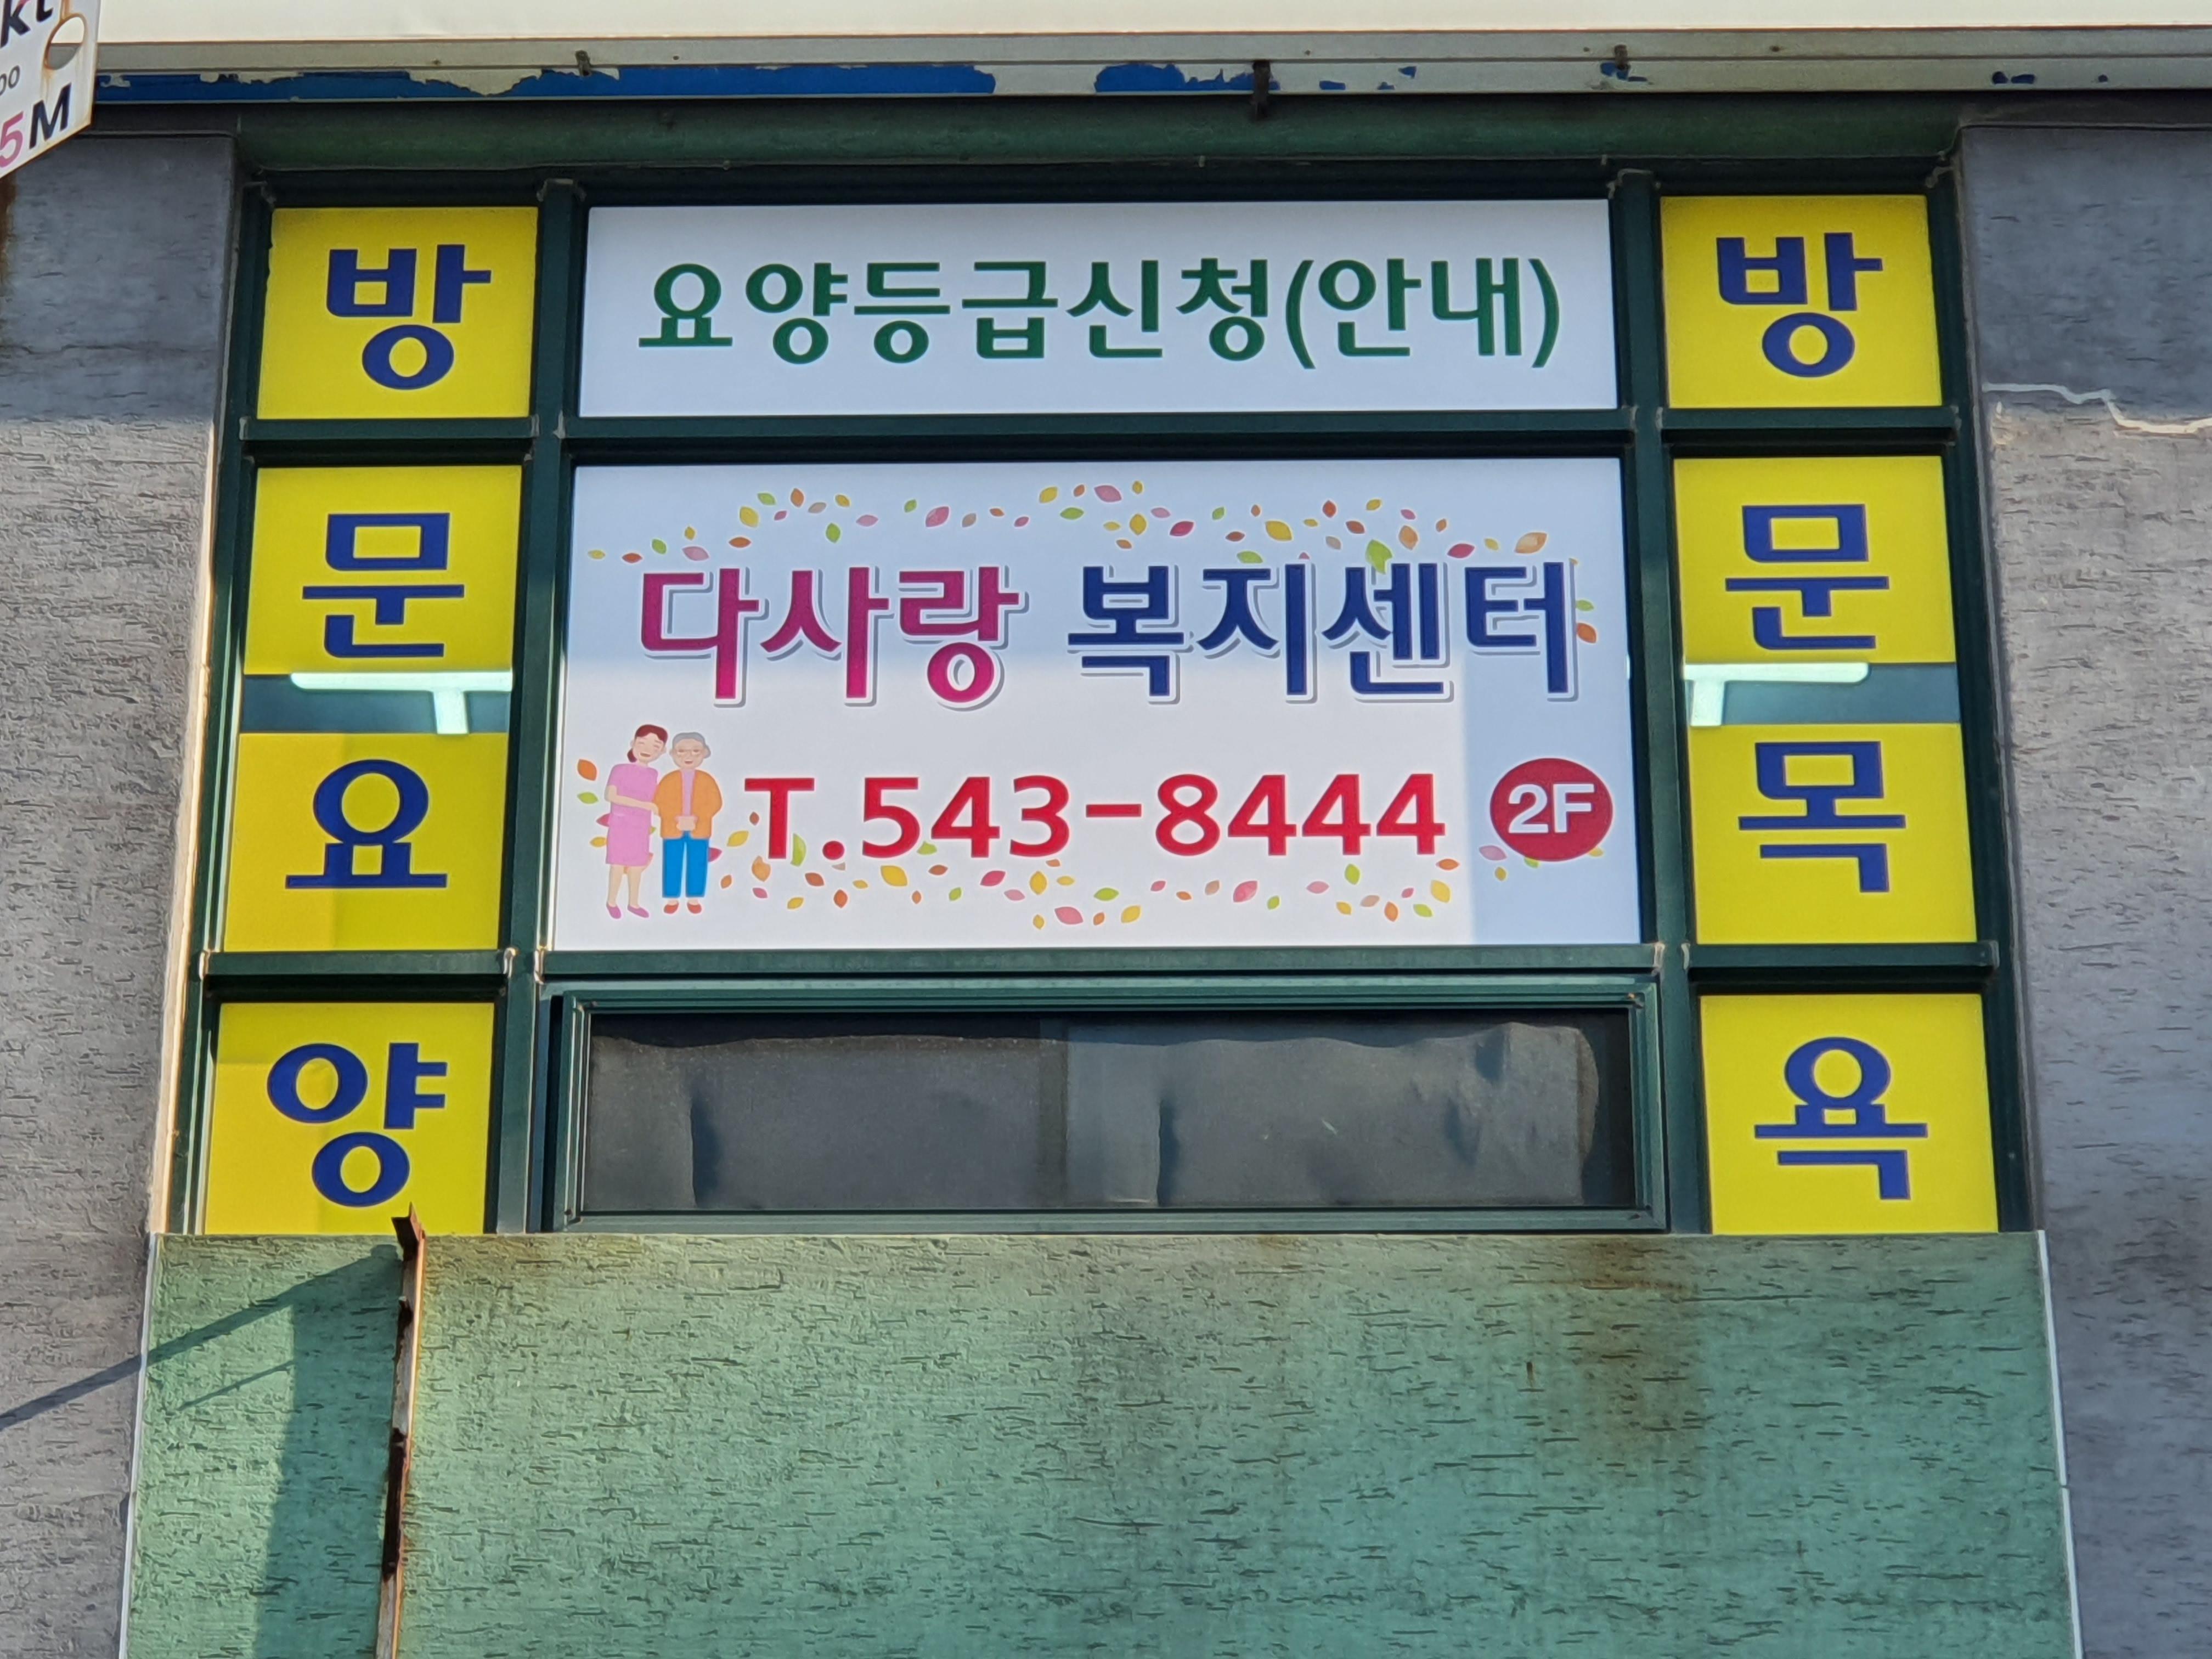 방문요양
요양등급신청(안내)
다사랑 복지센터
T.543-8444 2F
방문목욕
5M